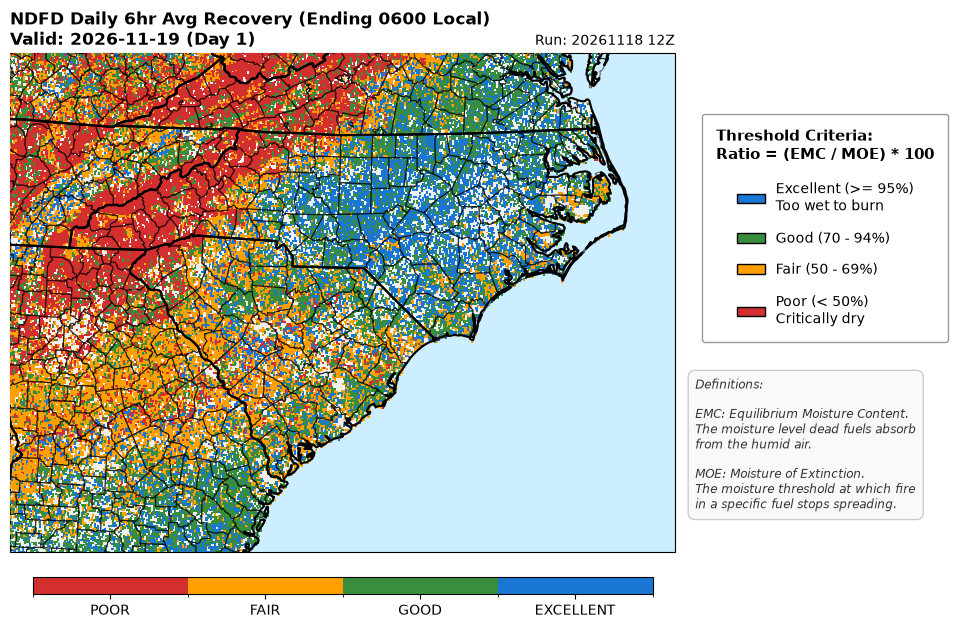 NDFD Daily 6hr Avg Recovery (Ending 0600 Local)
Valid: 2026-11-19 (Day 1)
Run: 20261118 12Z
Threshold Criteria:
Ratio = (EMC / MOE) * 100
Excellent (>= 95%)
Too wet to burn
Good (70 - 94%)
Fair (50 - 69%)
Poor (< 50%)
Critically dry
Definitions:
EMC: Equilibrium Moisture Content.
The moisture level dead fuels absorb
from the humid air.
MOE: Moisture of Extinction.
The moisture threshold at which fire
in a specific fuel stops spreading.
POOR
FAIR
GOOD
EXCELLENT